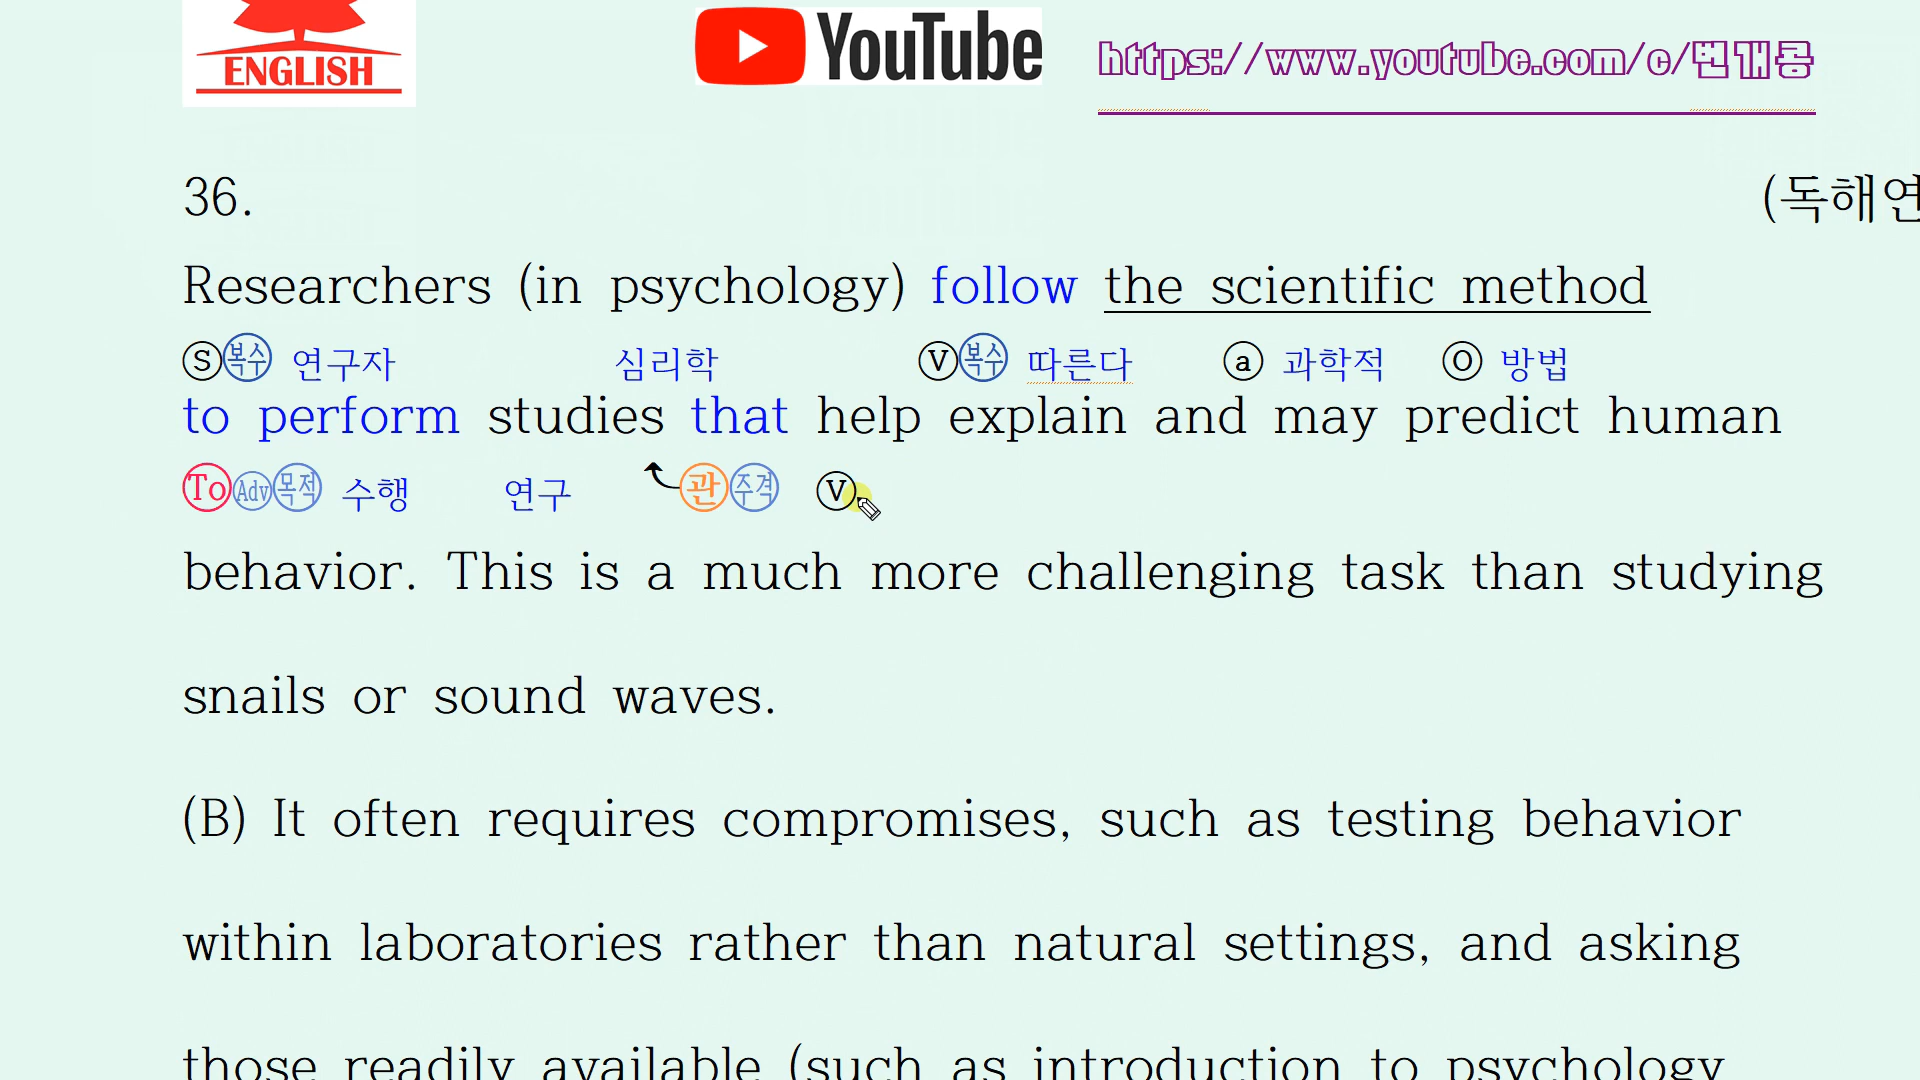 ENGLISH
YouTube
https://www.youtube.com/c/번개공
36.
(독해연
Researchers (in psychology) follow the scientific method
Ⓢ 복수 연구자 심리학 Ⓥ 복수 따른다 ⓐ 과학적 Ⓞ 방법
to perform studies that help explain and may predict human
To Adv 목적 수행 연구 관 주격 Ⓥ
behavior. This is a much more challenging task than studying
snails or sound waves.
(B) It often requires compromises, such as testing behavior
within laboratories rather than natural settings, and asking
those readily available (such as introduction to psychology